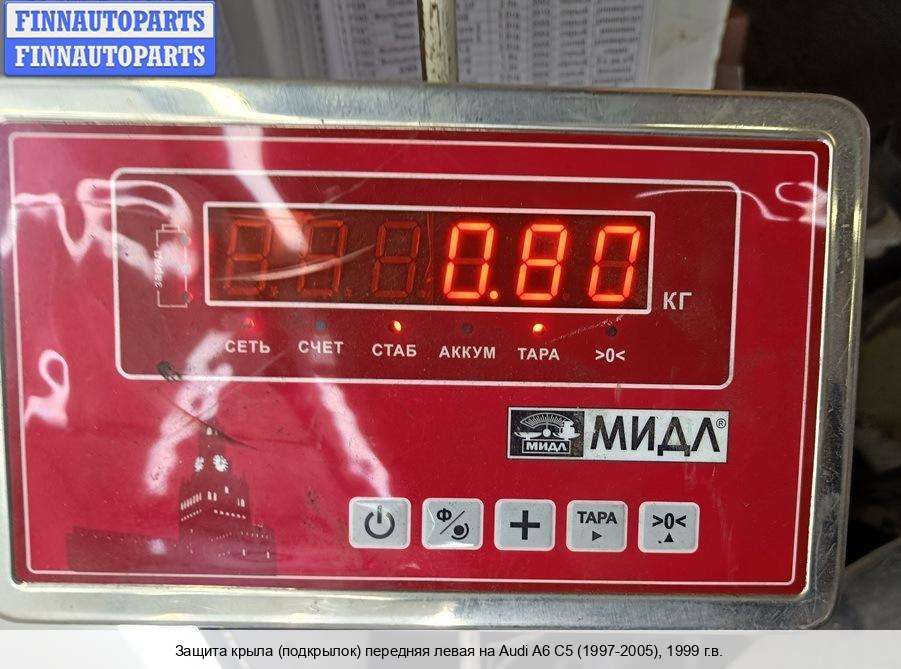 FINNAUTOPARTS
FINNAUTOPARTS
заряд
0.80
КГ
СЕТЬ СЧЕТ СТАБ АККУМ ТАРА >0<
МИДЛ МИДЛ®
Ф ТАРА >0<
Защита крыла (подкрылок) передняя левая на Audi A6 C5 (1997-2005), 1999 г.в.